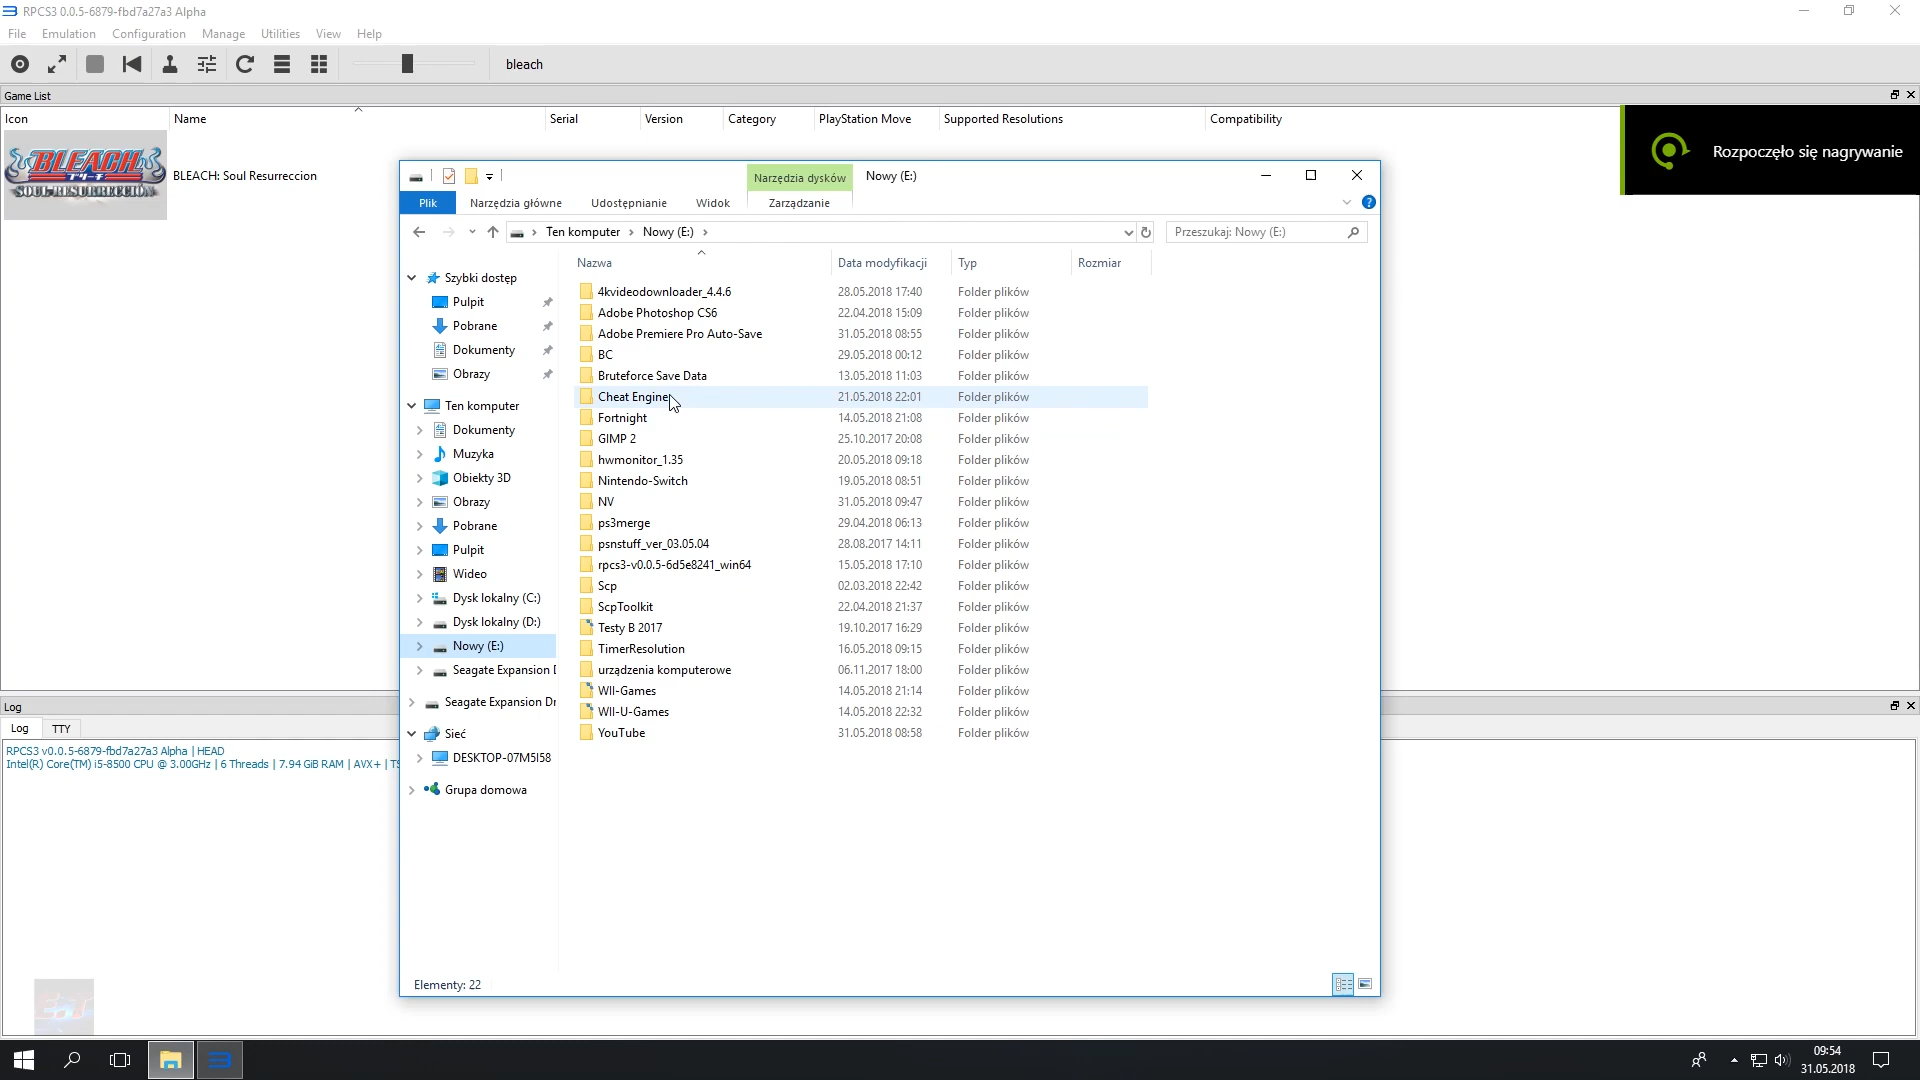 RPCS3 0.0.5-6879-fbd7a27a3 Alpha
File Emulation Configuration Manage Utilities View Help
bleach
Game List
Icon Name Serial Version Category PlayStation Move Supported Resolutions Compatibility
BLEACH
ブリーチ
SOUL RESURRECCIÓN
BLEACH: Soul Resurreccion
Rozpoczęło się nagrywanie
Narzędzia dysków Nowy (E:)
Plik Narzędzia główne Udostępnianie Widok Zarządzanie
Ten komputer Nowy (E:)
Przeszukaj: Nowy (E:)
Szybki dostęp
Pulpit
Pobrane
Dokumenty
Obrazy
Ten komputer
Dokumenty
Muzyka
Obiekty 3D
Obrazy
Pobrane
Pulpit
Wideo
Dysk lokalny (C:)
Dysk lokalny (D:)
Nowy (E:)
Seagate Expansion D
Seagate Expansion Dr
Sieć
DESKTOP-07M5I58
Grupa domowa
Nazwa Data modyfikacji Typ Rozmiar
4kvideodownloader_4.4.6 28.05.2018 17:40 Folder plików
Adobe Photoshop CS6 22.04.2018 15:09 Folder plików
Adobe Premiere Pro Auto-Save 31.05.2018 08:55 Folder plików
BC 29.05.2018 00:12 Folder plików
Bruteforce Save Data 13.05.2018 11:03 Folder plików
Cheat Engine 21.05.2018 22:01 Folder plików
Fortnight 14.05.2018 21:08 Folder plików
GIMP 2 25.10.2017 20:08 Folder plików
hwmonitor_1.35 20.05.2018 09:18 Folder plików
Nintendo-Switch 19.05.2018 08:51 Folder plików
NV 31.05.2018 09:47 Folder plików
ps3merge 29.04.2018 06:13 Folder plików
psnstuff_ver_03.05.04 28.08.2017 14:11 Folder plików
rpcs3-v0.0.5-6d5e8241_win64 15.05.2018 17:10 Folder plików
Scp 02.03.2018 22:42 Folder plików
ScpToolkit 22.04.2018 21:37 Folder plików
Testy B 2017 19.10.2017 16:29 Folder plików
TimerResolution 16.05.2018 09:15 Folder plików
urządzenia komputerowe 06.11.2017 18:00 Folder plików
WII-Games 14.05.2018 21:14 Folder plików
WII-U-Games 14.05.2018 22:32 Folder plików
YouTube 31.05.2018 08:58 Folder plików
Elementy: 22
Log
Log TTY
RPCS3 v0.0.5-6879-fbd7a27a3 Alpha | HEAD
Intel(R) Core(TM) i5-8500 CPU @ 3.00GHz | 6 Threads | 7.94 GiB RAM | AVX+ | TS
09:54
31.05.2018